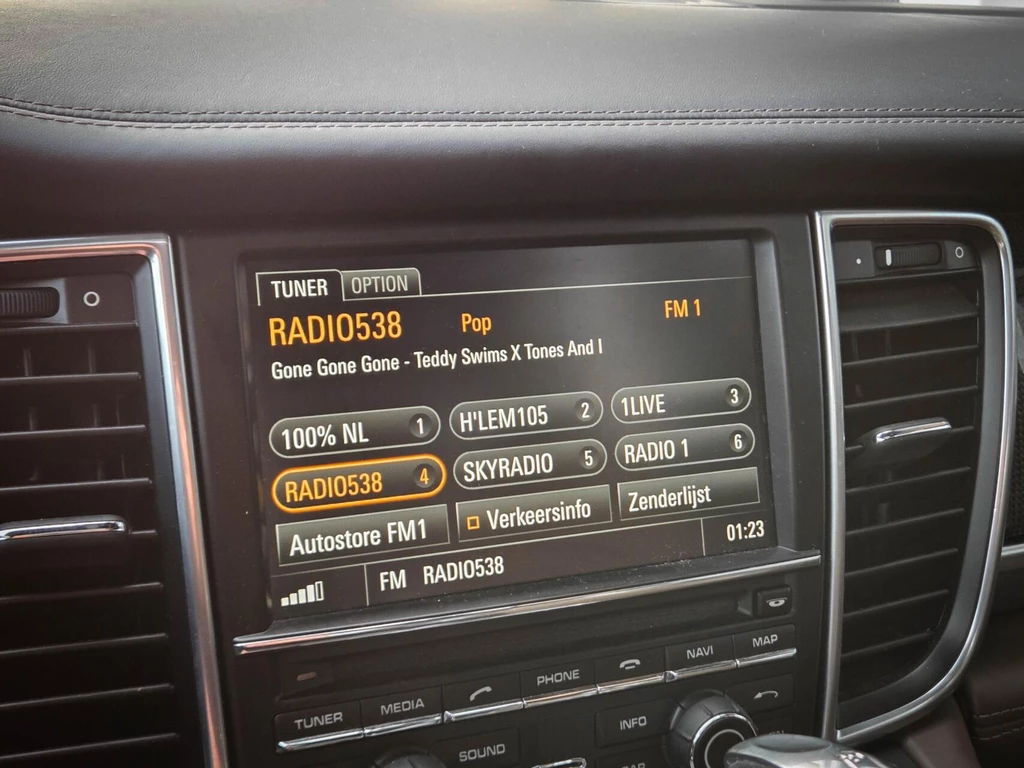 TUNER OPTION
RADIO538 Pop FM 1
Gone Gone Gone - Teddy Swims X Tones And I
100% NL 1 H'LEM105 2 1LIVE 3
RADIO538 4 SKYRADIO 5 RADIO 1 6
Autostore FM1 Verkeersinfo Zenderlijst
FM RADIO538 01:23
TUNER MEDIA PHONE NAVI MAP
SOUND INFO